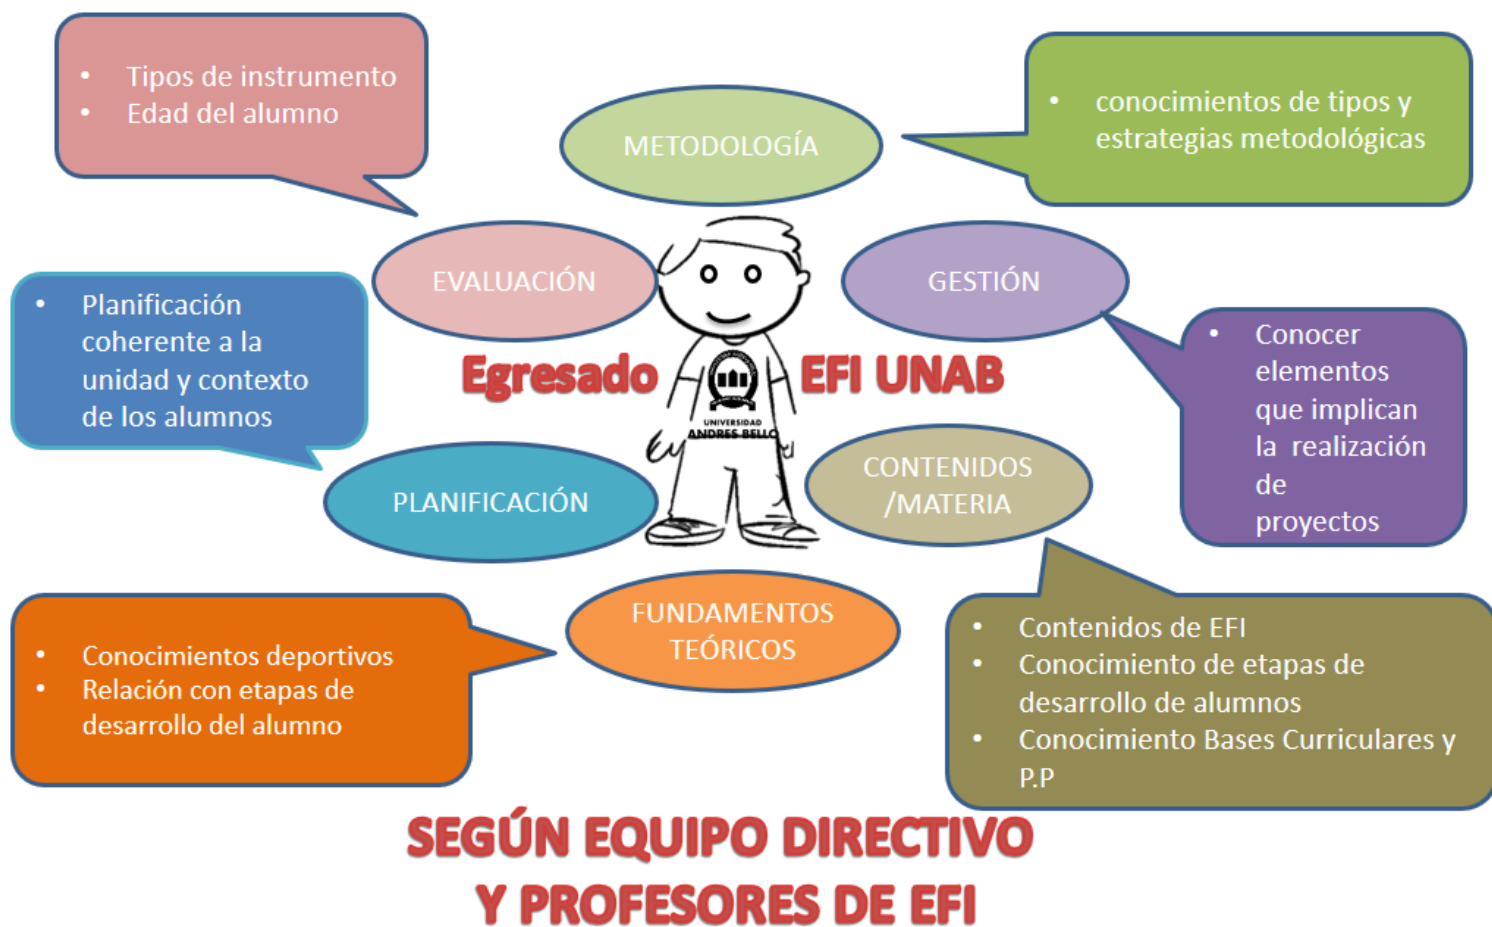 • Tipos de instrumento
• Edad del alumno
METODOLOGÍA
• conocimientos de tipos y
estrategias metodológicas
EVALUACIÓN
GESTIÓN
• Planificación
coherente a la
unidad y contexto
de los alumnos
• Conocer
elementos
que implican
la realización
de
proyectos
Egresado
EFI UNAB
UNIVERSIDAD
ANDRES BELLO
PLANIFICACIÓN
CONTENIDOS
/MATERIA
FUNDAMENTOS
TEÓRICOS
• Conocimientos deportivos
• Relación con etapas de
desarrollo del alumno
• Contenidos de EFI
• Conocimiento de etapas de
desarrollo de alumnos
• Conocimiento Bases Curriculares y
P.P
SEGÚN EQUIPO DIRECTIVO
Y PROFESORES DE EFI